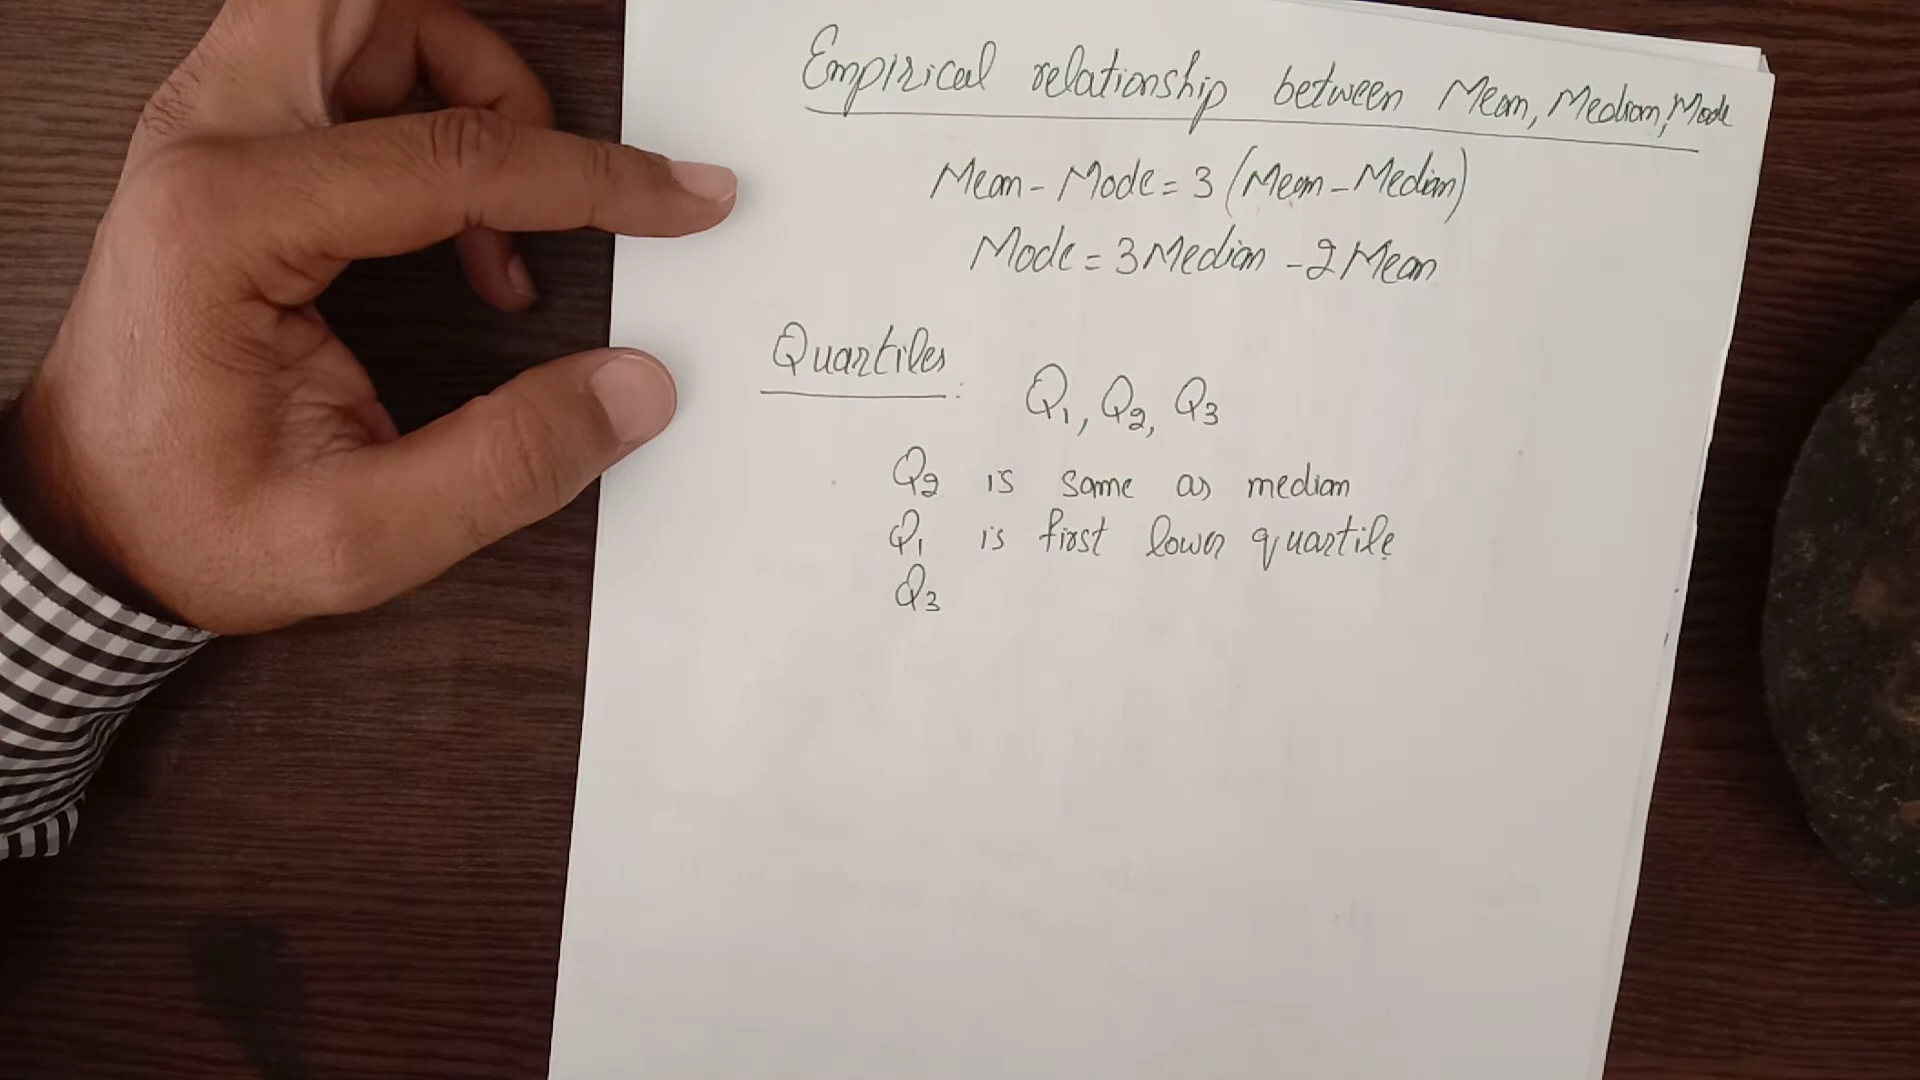 Empirical relationship between Mean, Median, Mode
Mean - Mode = 3 (Mean - Median)
Mode = 3 Median - 2 Mean
Quartiles :
Q1, Q2, Q3
Q2 is same as median
Q1 is first lower quartile
Q3